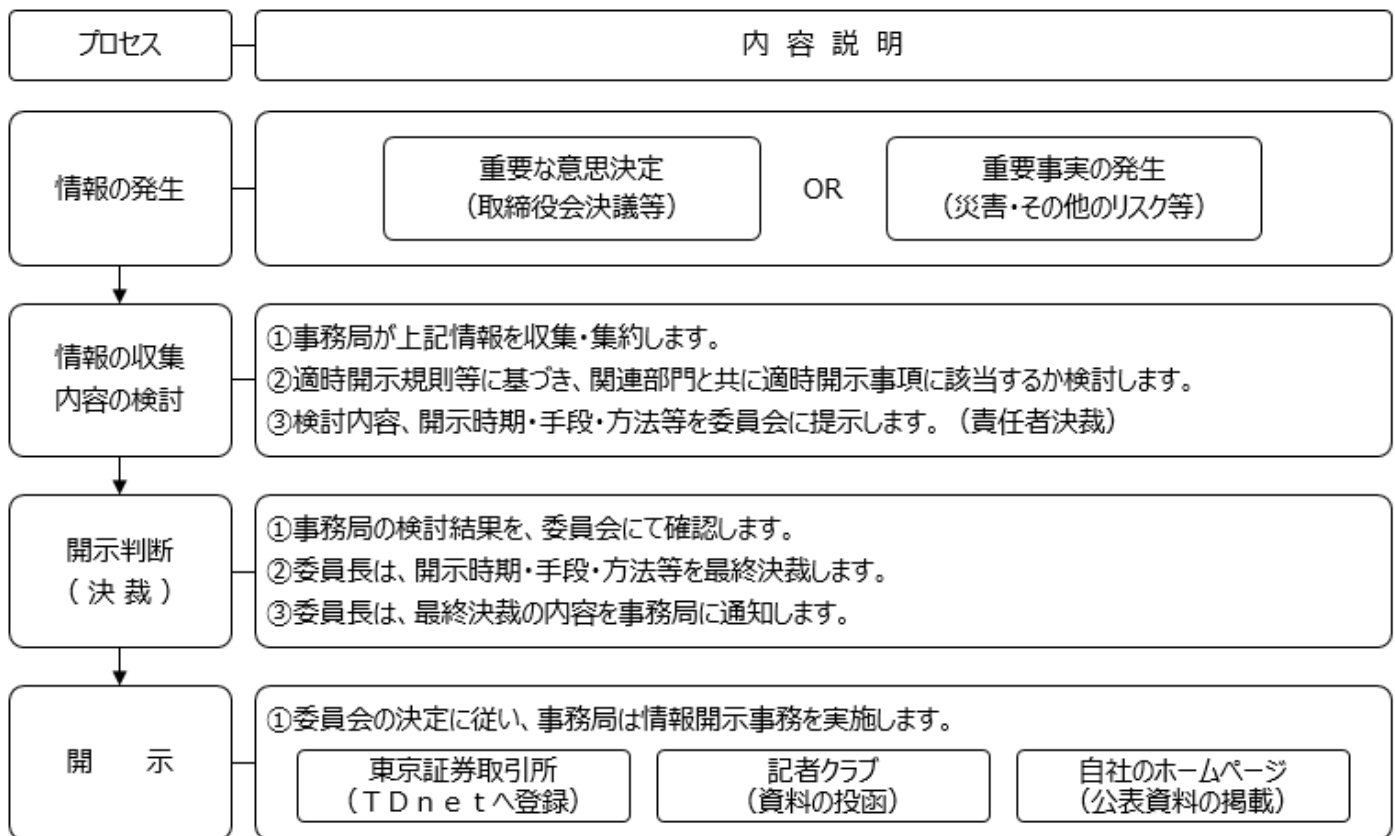 プロセス
内 容 説 明
情報の発生
重要な意思決定
（取締役会決議等）
OR
重要事実の発生
（災害・その他のリスク等）
情報の収集
内容の検討
①事務局が上記情報を収集・集約します。
②適時開示規則等に基づき、関連部門と共に適時開示事項に該当するか検討します。
③検討内容、開示時期・手段・方法等を委員会に提示します。（責任者決裁）
開示判断
（ 決 裁 ）
①事務局の検討結果を、委員会にて確認します。
②委員長は、開示時期・手段・方法等を最終決裁します。
③委員長は、最終決裁の内容を事務局に通知します。
開　　示
①委員会の決定に従い、事務局は情報開示事務を実施します。
東京証券取引所
（ＴＤｎｅｔへ登録）
記者クラブ
（資料の投函）
自社のホームページ
（公表資料の掲載）